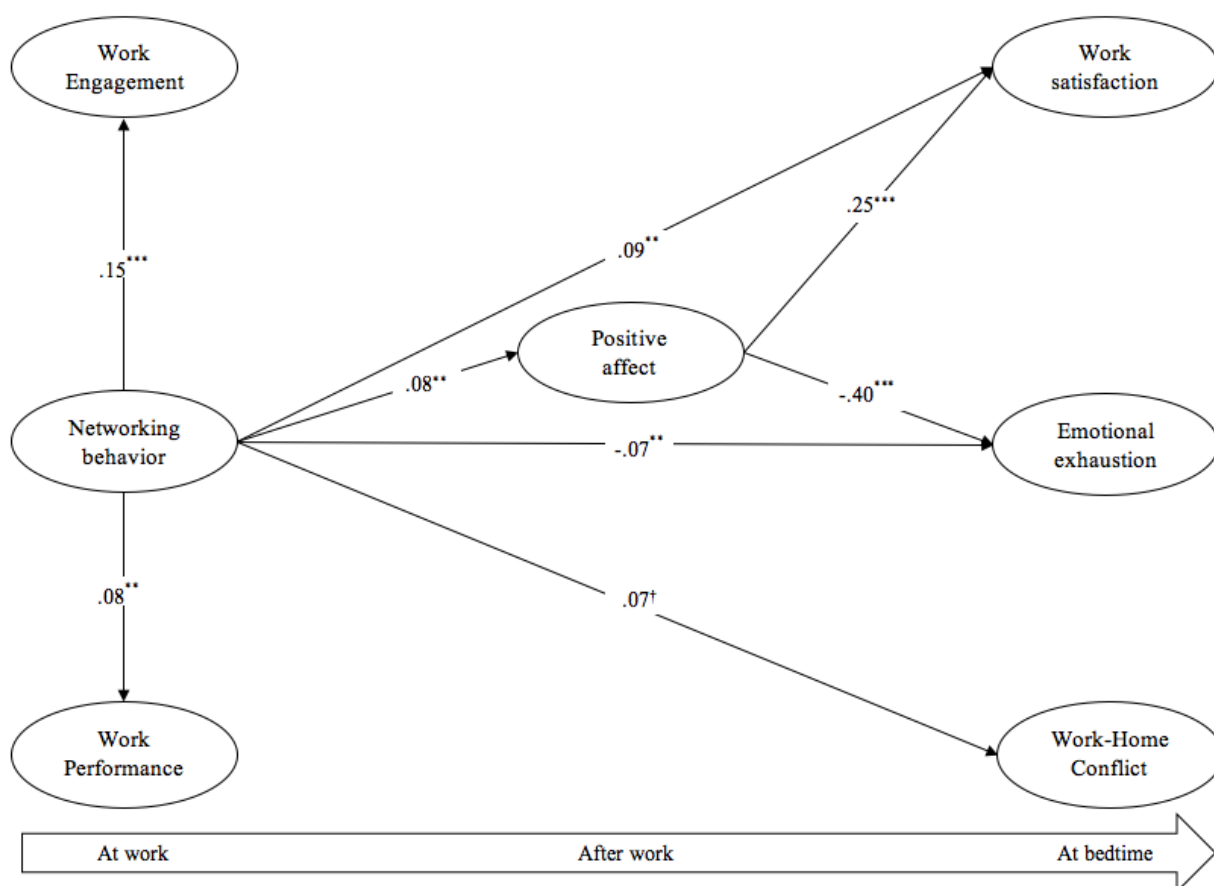 Work
Engagement
Work
satisfaction
.15***
.09**
.25***
Positive
affect
.08**
-.40***
Networking
behavior
-.07**
Emotional
exhaustion
.08**
.07†
Work
Performance
Work-Home
Conflict
At work
After work
At bedtime